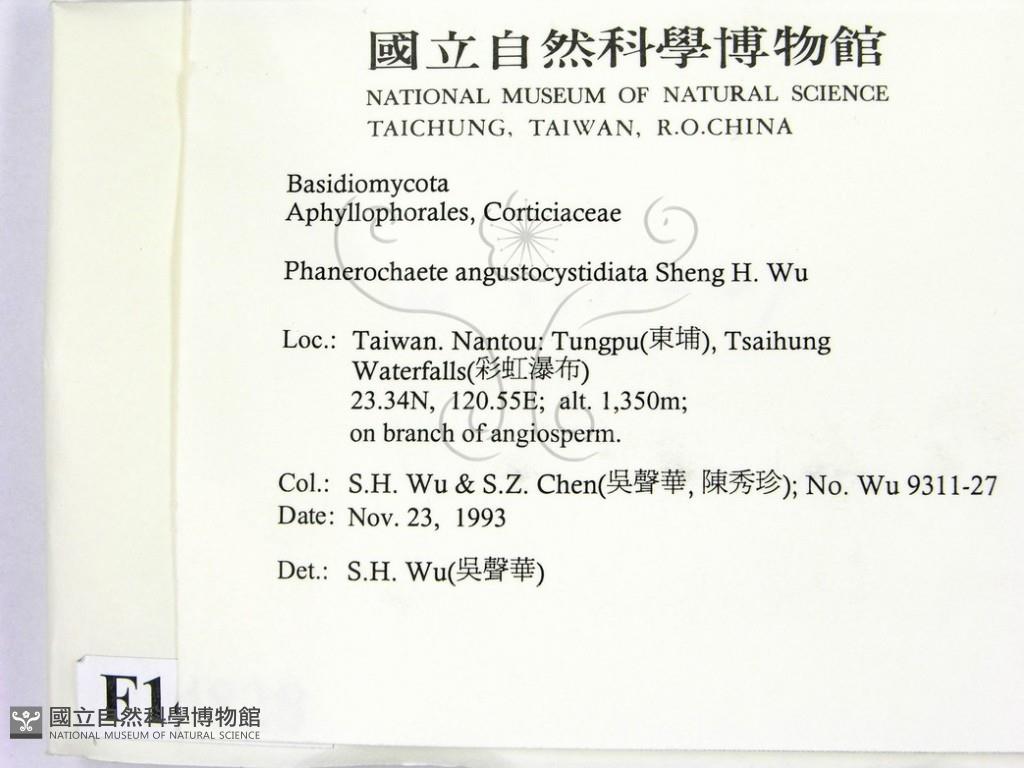 國立自然科學博物館
NATIONAL MUSEUM OF NATURAL SCIENCE
TAICHUNG, TAIWAN, R.O.CHINA
Basidiomycota
Aphyllophorales, Corticiaceae
Phanerochaete angustocystidiata Sheng H. Wu
Loc.: Taiwan. Nantou: Tungpu(東埔), Tsaihung
Waterfalls(彩虹瀑布)
23.34N, 120.55E; alt. 1,350m;
on branch of angiosperm.
Col.: S.H. Wu & S.Z. Chen(吳聲華, 陳秀珍); No. Wu 9311-27
Date: Nov. 23, 1993
Det.: S.H. Wu(吳聲華)
F1
國立自然科學博物館
NATIONAL MUSEUM OF NATURAL SCIENCE